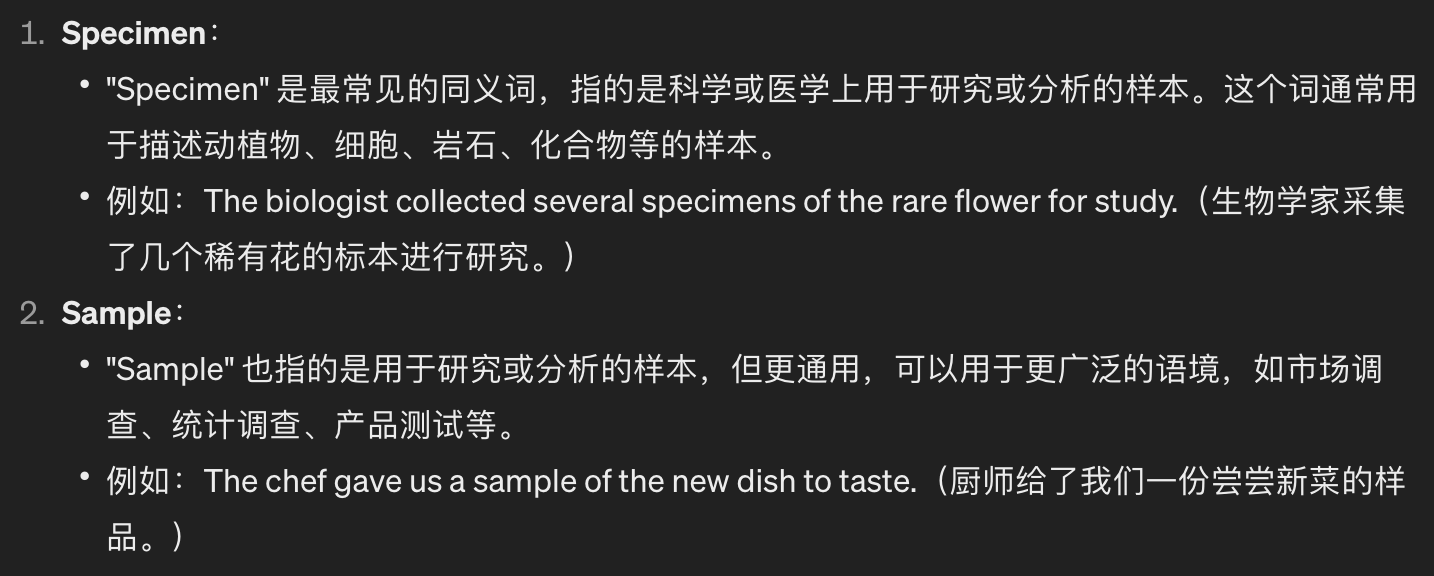 1. Specimen：
• "Specimen" 是最常见的同义词，指的是科学或医学上用于研究或分析的样本。这个词通常用
于描述动植物、细胞、岩石、化合物等的样本。
• 例如：The biologist collected several specimens of the rare flower for study.（生物学家采集
了几个稀有花的标本进行研究。）
2. Sample：
• "Sample" 也指的是用于研究或分析的样本，但更通用，可以用于更广泛的语境，如市场调
查、统计调查、产品测试等。
• 例如：The chef gave us a sample of the new dish to taste.（厨师给了我们一份尝尝新菜的样
品。）